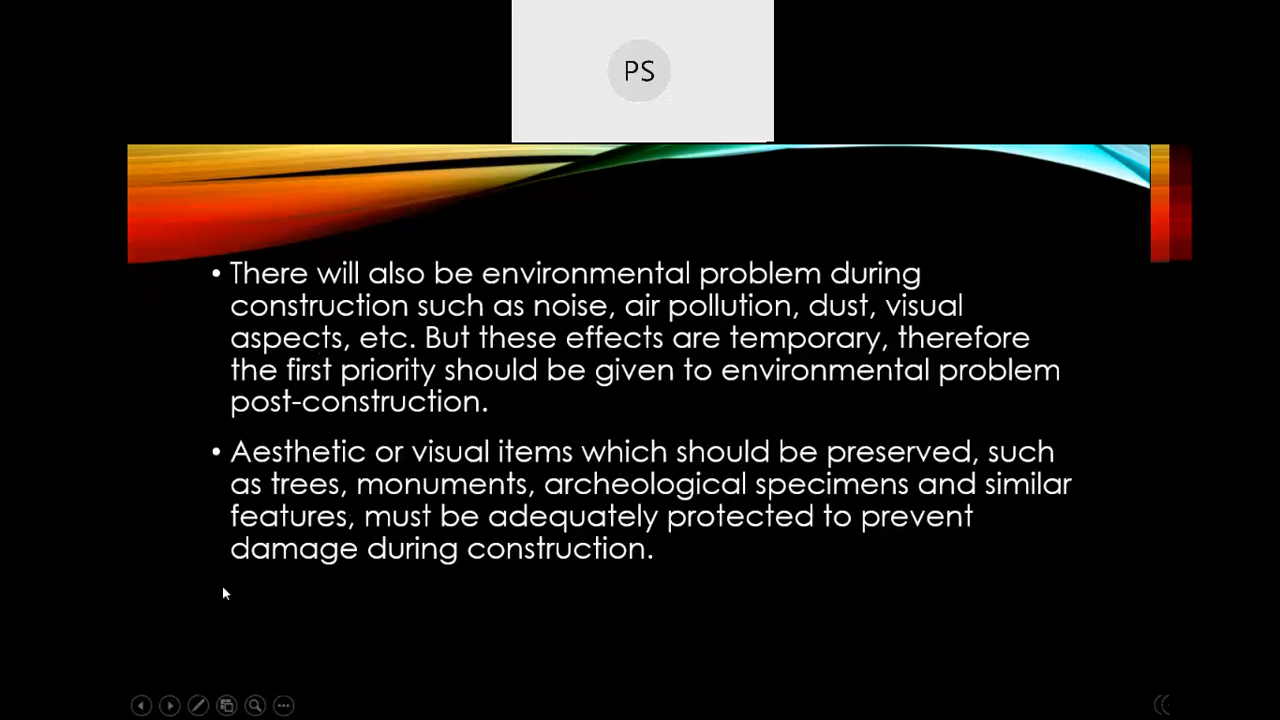 PS
• There will also be environmental problem during
construction such as noise, air pollution, dust, visual
aspects, etc. But these effects are temporary, therefore
the first priority should be given to environmental problem
post-construction.
• Aesthetic or visual items which should be preserved, such
as trees, monuments, archeological specimens and similar
features, must be adequately protected to prevent
damage during construction.